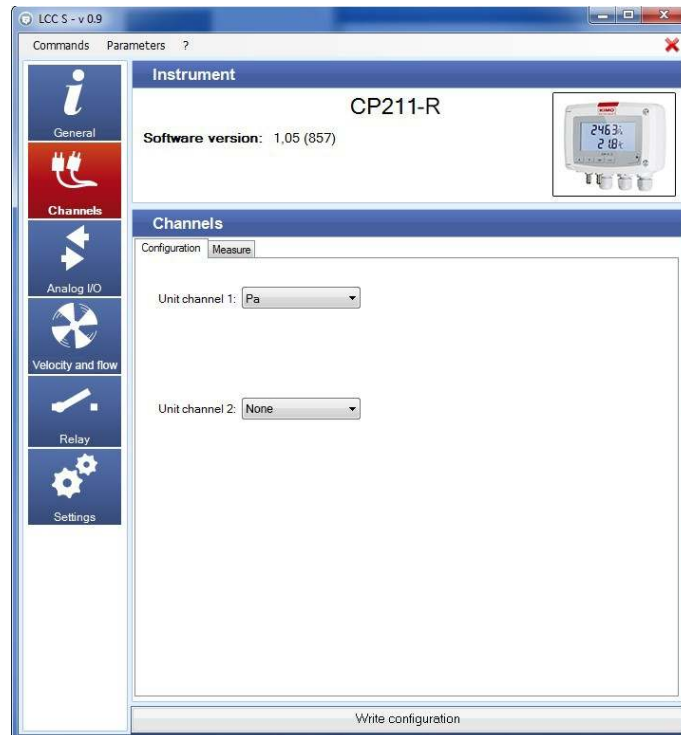 LCC S - v 0.9
Commands Parameters ?
Instrument
CP211-R
Software version: 1,05 (857)
KIMO
General
Channels
Analog I/O
Velocity and flow
Relay
Settings
Channels
Configuration Measure
Unit channel 1: Pa
Unit channel 2: None
Write configuration